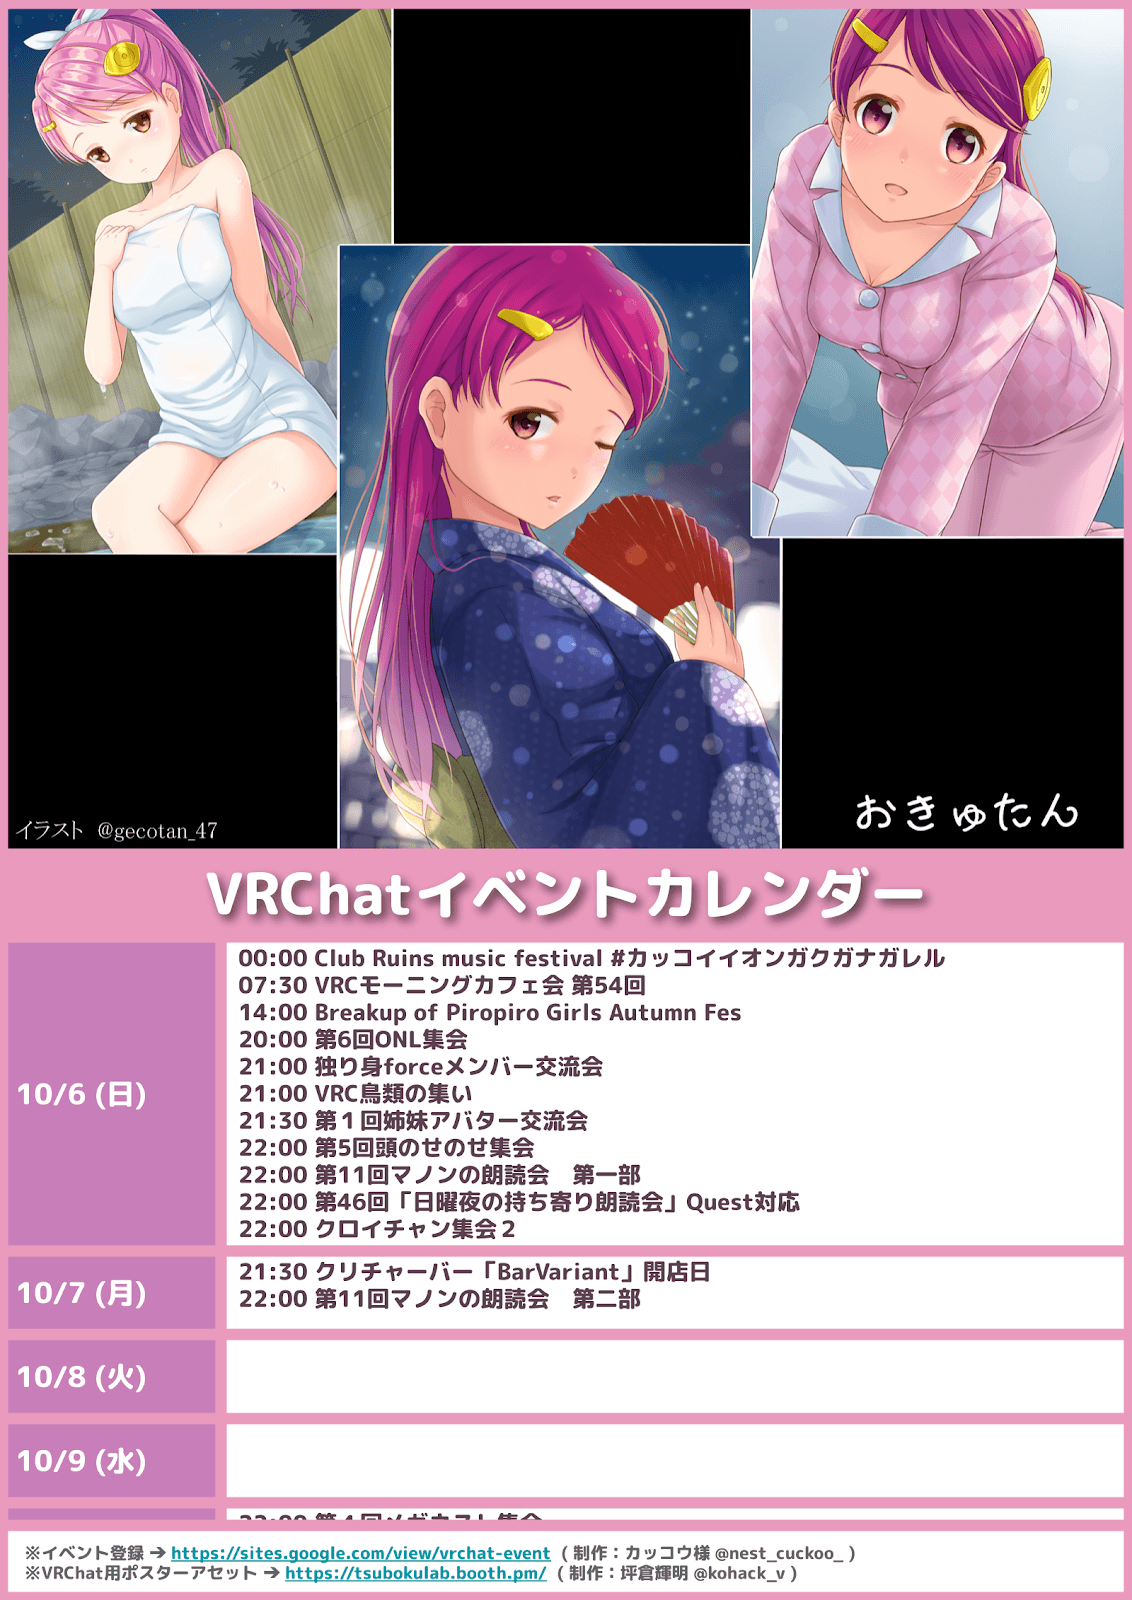 イラスト @gecotan_47
おきゅたん
VRChatイベントカレンダー
10/6 (日)
00:00 Club Ruins music festival #カッコイイオンガクガナガレル
07:30 VRCモーニングカフェ会 第54回
14:00 Breakup of Piropiro Girls Autumn Fes
20:00 第6回ONL集会
21:00 独り身forceメンバー交流会
21:00 VRC鳥類の集い
21:30 第１回姉妹アバター交流会
22:00 第5回頭のせのせ集会
22:00 第11回マノンの朗読会　第一部
22:00 第46回「日曜夜の持ち寄り朗読会」Quest対応
22:00 クロイチャン集会２
10/7 (月)
21:30 クリチャーバー「BarVariant」開店日
22:00 第11回マノンの朗読会　第二部
10/8 (火)
10/9 (水)
※イベント登録 ➔ https://sites.google.com/view/vrchat-event ( 制作：カッコウ様 @nest_cuckoo_ )
※VRChat用ポスターアセット ➔ https://tsubokulab.booth.pm/ ( 制作：坪倉輝明 @kohack_v )